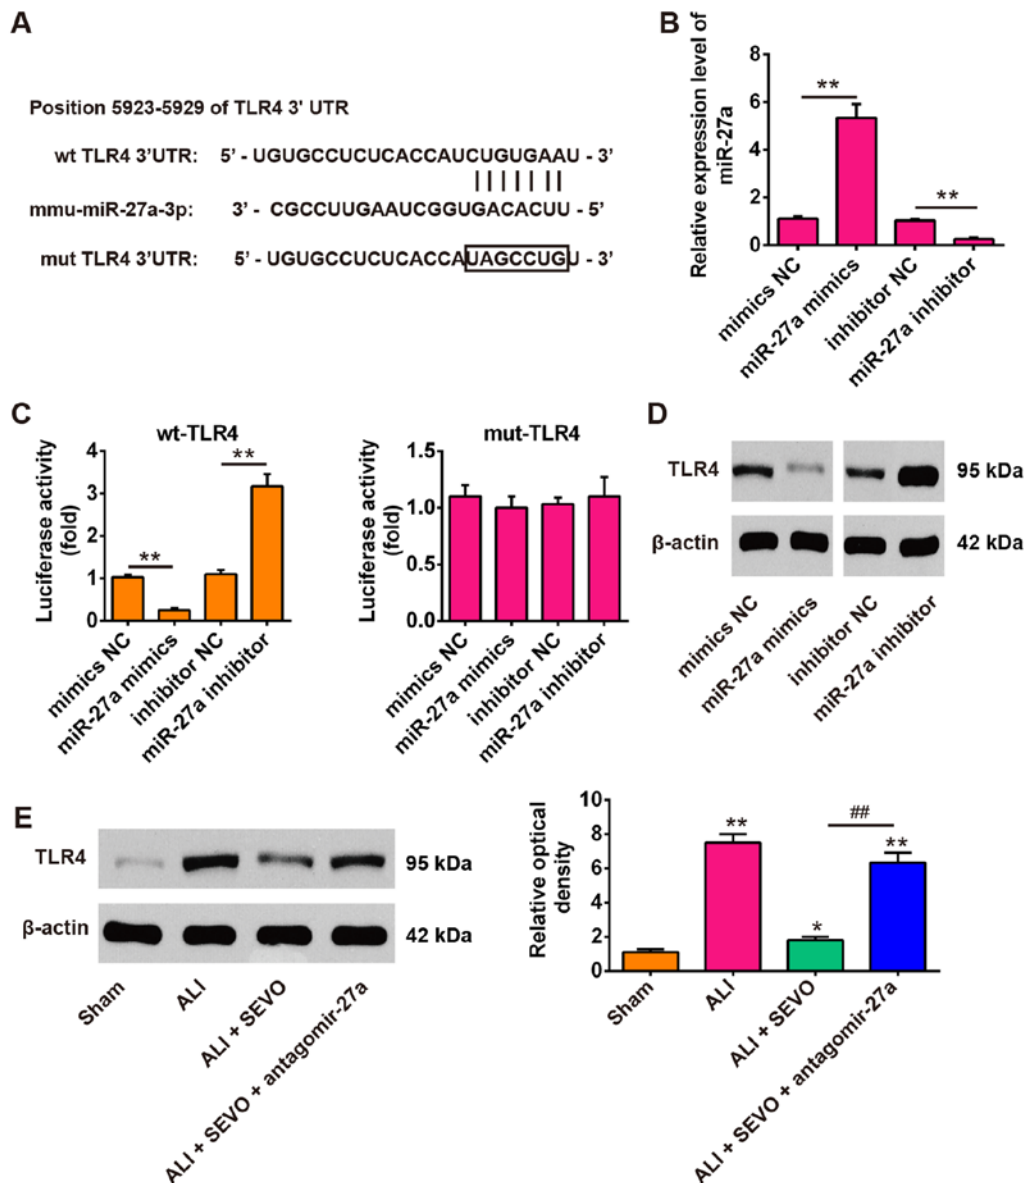 A
Position 5923-5929 of TLR4 3' UTR
wt TLR4 3'UTR: 5' - UGUGCCUCUCACCAUCUGUGAAU - 3'
mmu-miR-27a-3p: 3' - CGCCUUGAAUCGGUGACACUU - 5'
mut TLR4 3'UTR: 5' - UGUGCCUCUCACCAUAGCCUGU - 3'
B
Relative expression level of
miR-27a
8
6
4
2
0
**
**
mimics NC
miR-27a mimics
inhibitor NC
miR-27a inhibitor
C
wt-TLR4
Luciferase activity
(fold)
4
3
2
1
0
**
**
mimics NC
miR-27a mimics
inhibitor NC
miR-27a inhibitor
mut-TLR4
Luciferase activity
(fold)
1.5
1.0
0.5
0.0
mimics NC
miR-27a mimics
inhibitor NC
miR-27a inhibitor
D
TLR4
95 kDa
β-actin
42 kDa
mimics NC
miR-27a mimics
inhibitor NC
miR-27a inhibitor
E
TLR4
95 kDa
β-actin
42 kDa
Sham
ALI
ALI + SEVO
ALI + SEVO + antagomir-27a
Relative optical
density
10
8
6
4
2
0
**
*
##
**
Sham
ALI
ALI + SEVO
ALI + SEVO + antagomir-27a